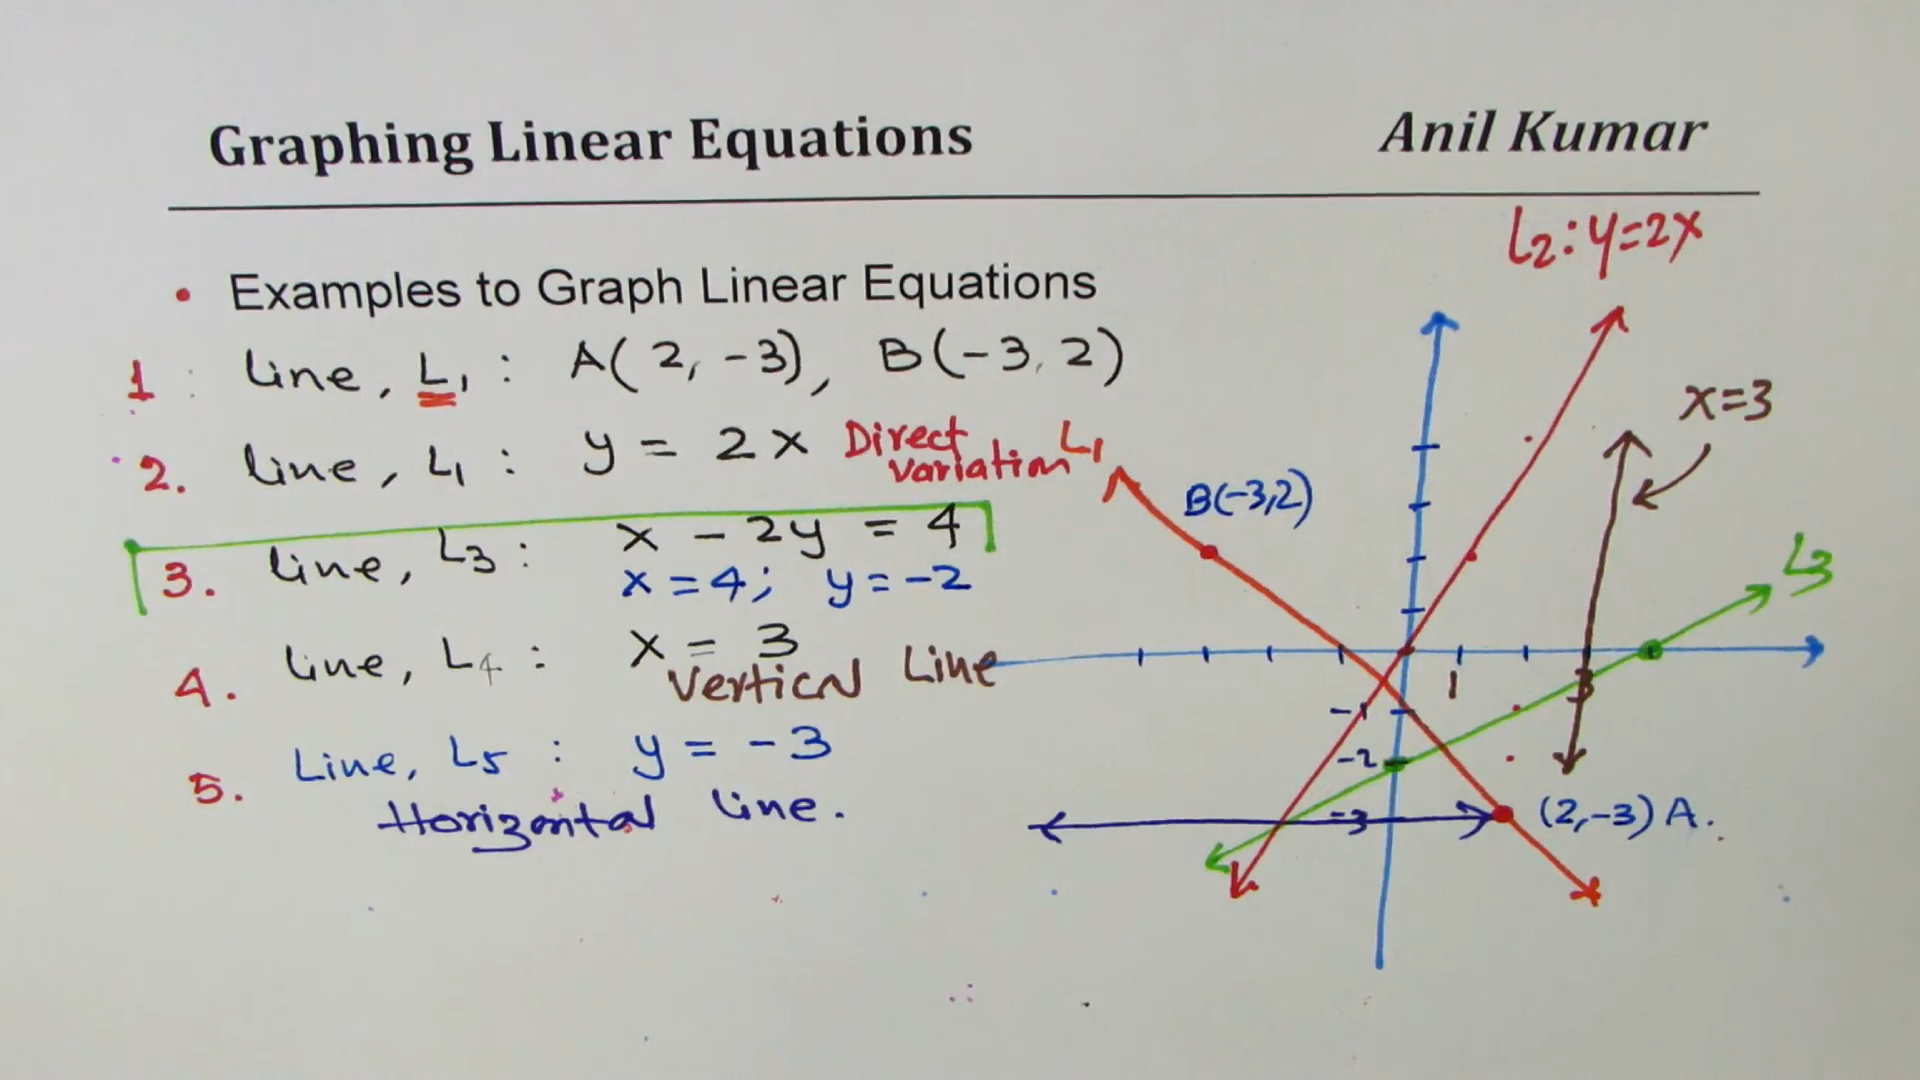 Graphing Linear Equations
Anil Kumar
• Examples to Graph Linear Equations
1 : Line, L₁ : A(2, -3), B(-3, 2)
2. Line, L₁ : y = 2x Direct variation
3. Line, L₃ : x - 2y = 4
x = 4; y = -2
4. Line, L₄ : x = 3
Vertical Line
5. Line, L₅ : y = -3
Horizontal Line.
L₂: y=2x
x=3
L₁
B(-3,2)
L₃
1
3
-1
-2
-3
(2,-3) A.